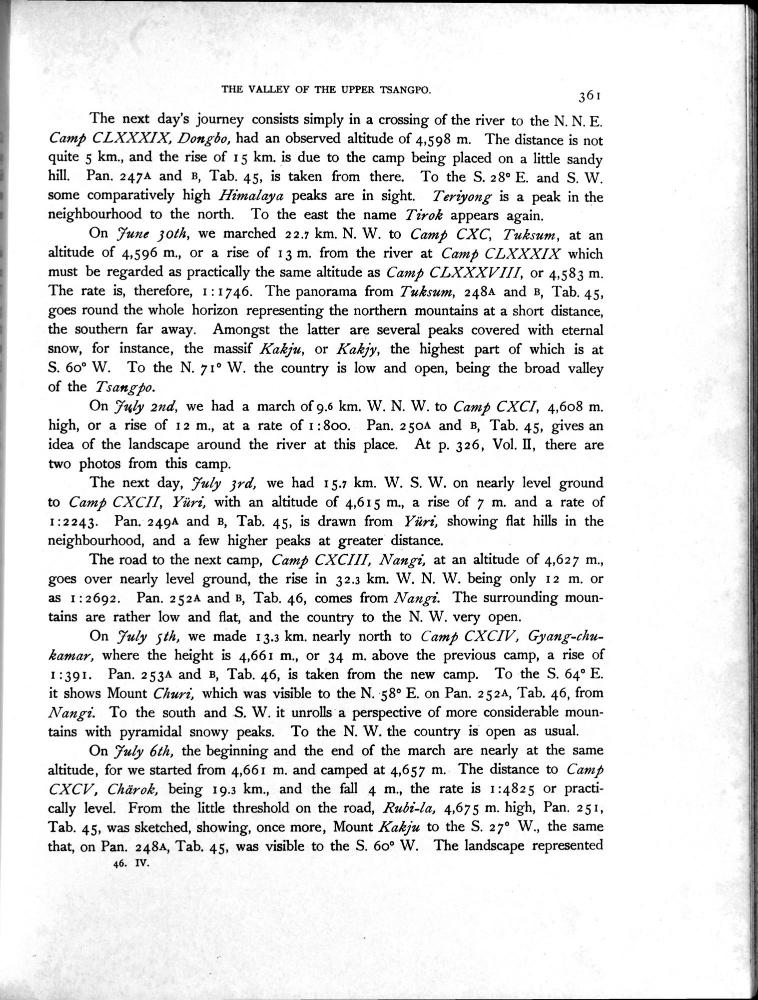 THE VALLEY OF THE UPPER TSANGPO.
361
The next day's journey consists simply in a crossing of the river to the N. N. E.
Camp CLXXXIX, Dongbo, had an observed altitude of 4,598 m. The distance is not
quite 5 km., and the rise of 15 km. is due to the camp being placed on a little sandy
hill. Pan. 247A and B, Tab. 45, is taken from there. To the S. 28° E. and S. W.
some comparatively high Himalaya peaks are in sight. Teriyong is a peak in the
neighbourhood to the north. To the east the name Tirok appears again.
On June 30th, we marched 22.7 km. N. W. to Camp CXC, Tuksum, at an
altitude of 4,596 m., or a rise of 13 m. from the river at Camp CLXXXIX which
must be regarded as practically the same altitude as Camp CLXXXVIII, or 4,583 m.
The rate is, therefore, 1:1746. The panorama from Tuksum, 248A and B, Tab. 45,
goes round the whole horizon representing the northern mountains at a short distance,
the southern far away. Amongst the latter are several peaks covered with eternal
snow, for instance, the massif Kakju, or Kakjy, the highest part of which is at
S. 60° W. To the N. 71° W. the country is low and open, being the broad valley
of the Tsangpo.
On July 2nd, we had a march of 9.6 km. W. N. W. to Camp CXCI, 4,608 m.
high, or a rise of 12 m., at a rate of 1:800. Pan. 250A and B, Tab. 45, gives an
idea of the landscape around the river at this place. At p. 326, Vol. II, there are
two photos from this camp.
The next day, July 3rd, we had 15.7 km. W. S. W. on nearly level ground
to Camp CXCII, Yüri, with an altitude of 4,615 m., a rise of 7 m. and a rate of
1:2243. Pan. 249A and B, Tab. 45, is drawn from Yüri, showing flat hills in the
neighbourhood, and a few higher peaks at greater distance.
The road to the next camp, Camp CXCIII, Nangi, at an altitude of 4,627 m.,
goes over nearly level ground, the rise in 32.3 km. W. N. W. being only 12 m. or
as 1:2692. Pan. 252A and B, Tab. 46, comes from Nangi. The surrounding moun-
tains are rather low and flat, and the country to the N. W. very open.
On July 5th, we made 13.3 km. nearly north to Camp CXCIV, Gyang-chu-
kamar, where the height is 4,661 m., or 34 m. above the previous camp, a rise of
1:391. Pan. 253A and B, Tab. 46, is taken from the new camp. To the S. 64° E.
it shows Mount Churi, which was visible to the N. 58° E. on Pan. 252A, Tab. 46, from
Nangi. To the south and S. W. it unrolls a perspective of more considerable moun-
tains with pyramidal snowy peaks. To the N. W. the country is open as usual.
On July 6th, the beginning and the end of the march are nearly at the same
altitude, for we started from 4,661 m. and camped at 4,657 m. The distance to Camp
CXCV, Chärok, being 19.3 km., and the fall 4 m., the rate is 1:4825 or practi-
cally level. From the little threshold on the road, Rubi-la, 4,675 m. high, Pan. 251,
Tab. 45, was sketched, showing, once more, Mount Kakju to the S. 27° W., the same
that, on Pan. 248A, Tab. 45, was visible to the S. 60° W. The landscape represented
46. IV.